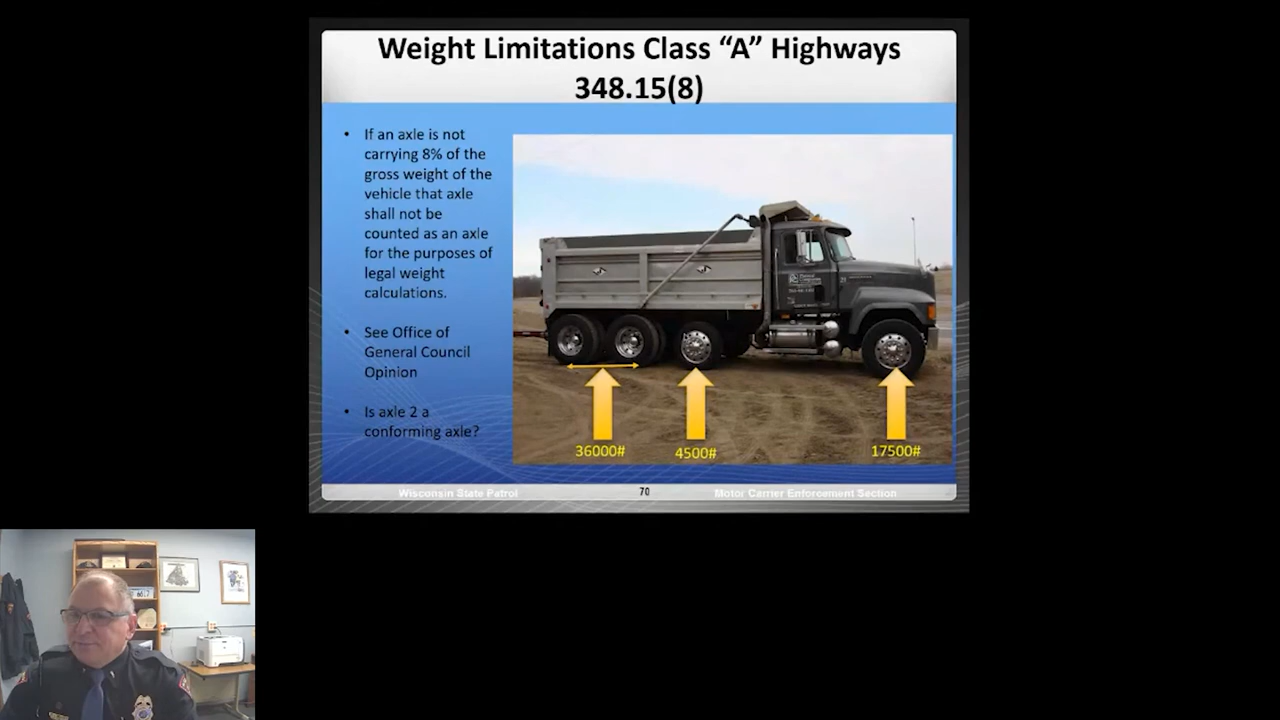 Weight Limitations Class “A” Highways
348.15(8)
• If an axle is not
carrying 8% of the
gross weight of the
vehicle that axle
shall not be
counted as an axle
for the purposes of
legal weight
calculations.
• See Office of
General Council
Opinion
• Is axle 2 a
conforming axle?
36000#
4500#
17500#
Wisconsin State Patrol
70
Motor Carrier Enforcement Section